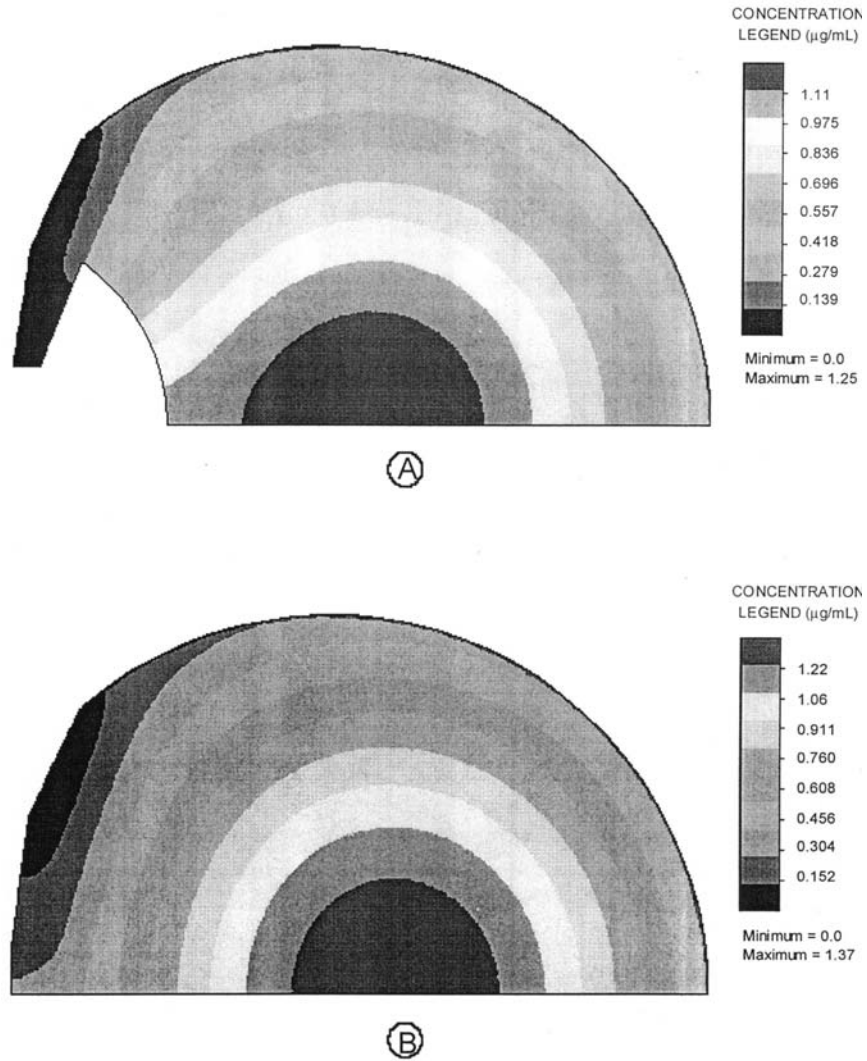 CONCENTRATION
LEGEND (µg/mL)
1.11
0.975
0.836
0.696
0.557
0.418
0.279
0.139
Minimum = 0.0
Maximum = 1.25
A
CONCENTRATION
LEGEND (µg/mL)
1.22
1.06
0.911
0.760
0.608
0.456
0.304
0.152
Minimum = 0.0
Maximum = 1.37
B